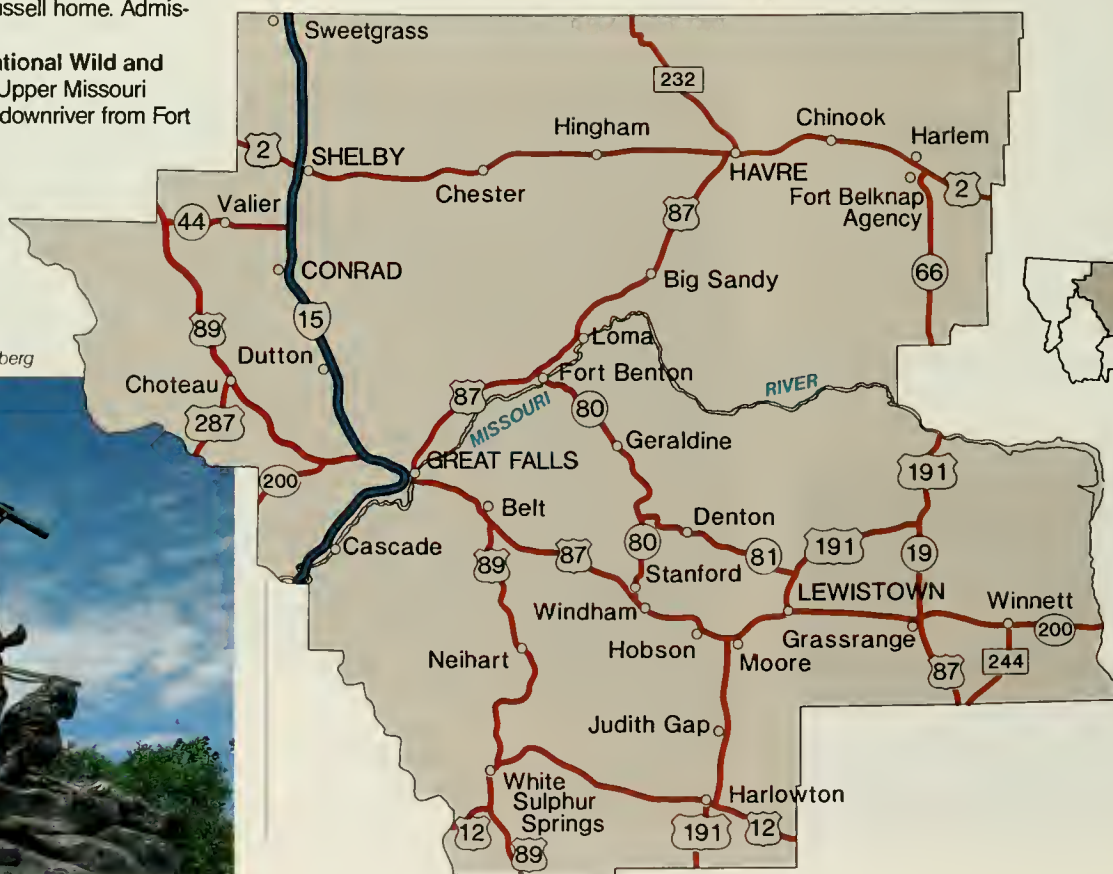 ussell home. Admis-
ational Wild and
Upper Missouri
downriver from Fort
berg
Sweetgrass
232
Hingham
Chinook
Harlem
2
SHELBY
HAVRE
Chester
Fort Belknap
Agency
2
Valier
44
87
CONRAD
Big Sandy
66
15
89
Loma
Dutton
Choteau
Fort Benton
RIVER
287
87
MISSOURI
80
Geraldine
GREAT FALLS
200
191
Belt
Denton
Cascade
89
87
80
81
191
19
Stanford
LEWISTOWN
Windham
Winnett
Hobson
Grassrange
200
Neihart
Moore
244
87
Judith Gap
White
Sulphur
Springs
Harlowton
12
191
12
89